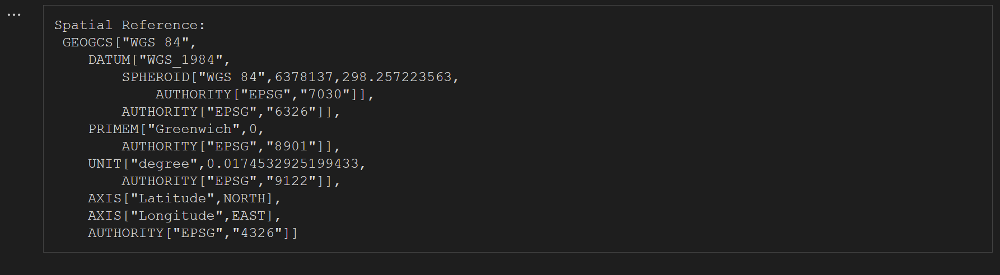 Spatial Reference:
GEOGCS["WGS 84",
DATUM["WGS_1984",
SPHEROID["WGS 84",6378137,298.257223563,
AUTHORITY["EPSG","7030"]],
AUTHORITY["EPSG","6326"]],
PRIMEM["Greenwich",0,
AUTHORITY["EPSG","8901"]],
UNIT["degree",0.0174532925199433,
AUTHORITY["EPSG","9122"]],
AXIS["Latitude",NORTH],
AXIS["Longitude",EAST],
AUTHORITY["EPSG","4326"]]